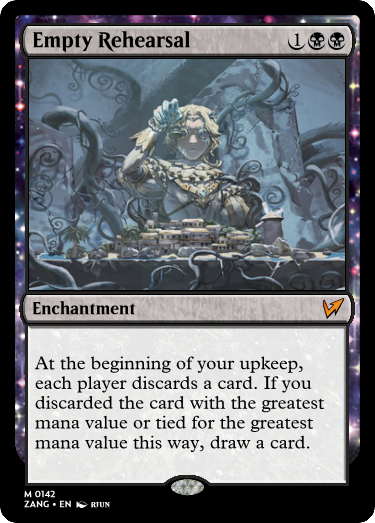 Empty Rehearsal 1
Enchantment
At the beginning of your upkeep,
each player discards a card. If you
discarded the card with the greatest
mana value or tied for the greatest
mana value this way, draw a card.
M 0142
ZANG • EN RJUN